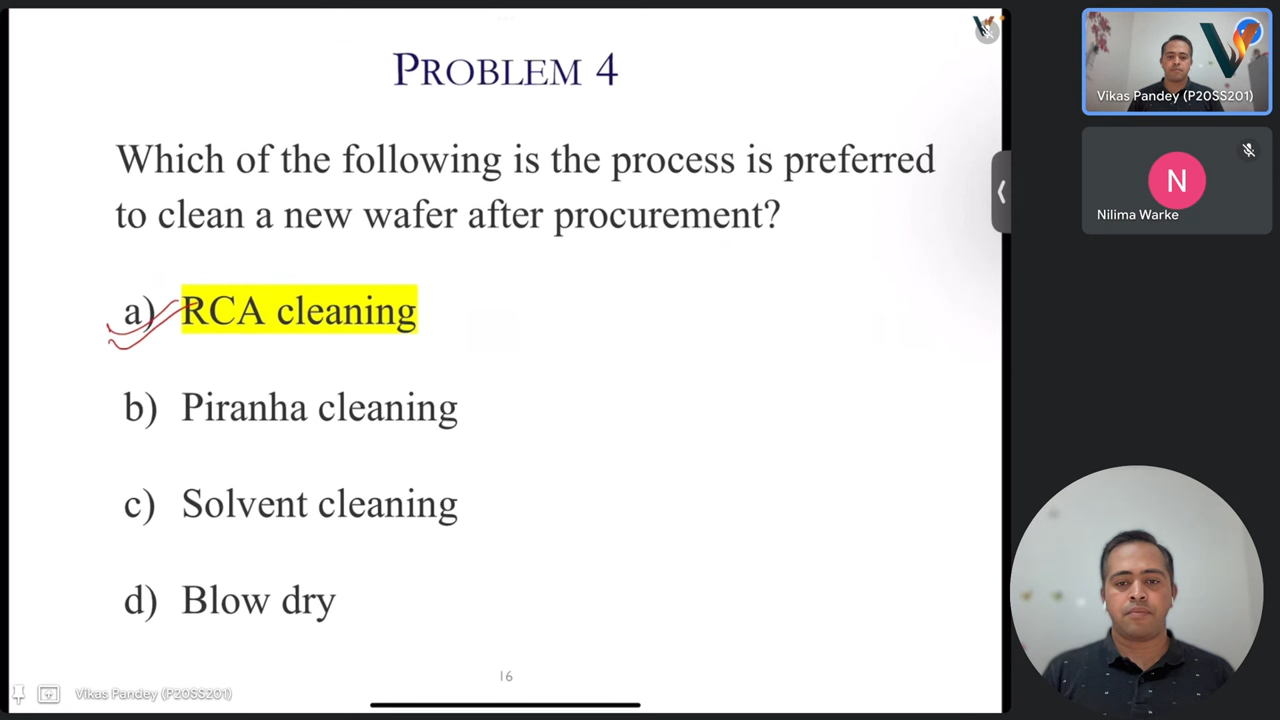 PROBLEM 4
Which of the following is the process is preferred
to clean a new wafer after procurement?
a) RCA cleaning
b) Piranha cleaning
c) Solvent cleaning
d) Blow dry
16
Vikas Pandey (P20SS201)
Vikas Pandey (P20SS201)
N
Nilima Warke